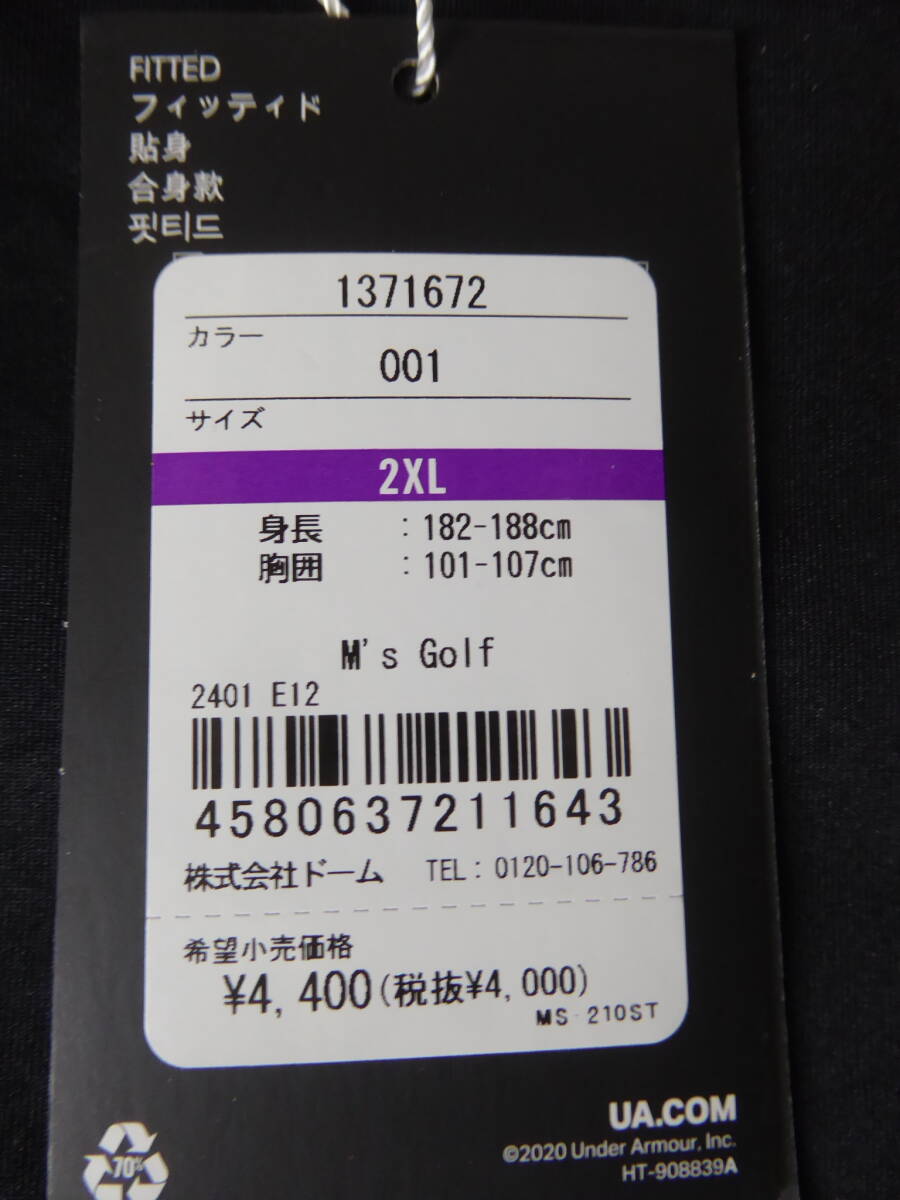 FITTED
フィッティド
貼身
合身款
핏티드
1371672
カラー
001
サイズ
2XL
身長 : 182-188cm
胸囲 : 101-107cm
M's Golf
2401 E12
4580637211643
株式会社ドーム TEL: 0120-106-786
希望小売価格
¥4,400(税抜¥4,000)
MS-210ST
UA.COM
©2020 Under Armour, Inc.
HT-908839A
70%